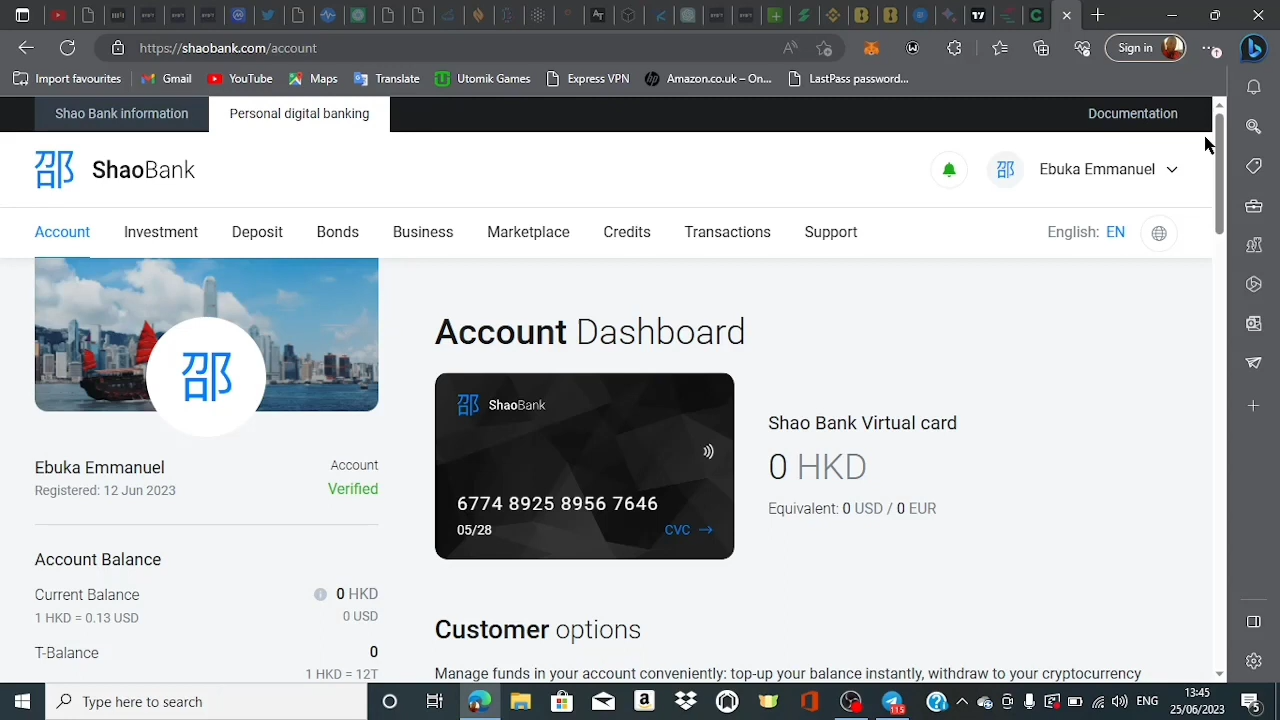 https://shaobank.com/account
Sign in
Import favourites Gmail YouTube Maps Translate Utomik Games Express VPN Amazon.co.uk – On... LastPass password...
Shao Bank information Personal digital banking Documentation
邵 ShaoBank 邵 Ebuka Emmanuel
Account Investment Deposit Bonds Business Marketplace Credits Transactions Support English: EN
邵
Ebuka Emmanuel Account
Registered: 12 Jun 2023 Verified
Account Balance
Current Balance 0 HKD
1 HKD = 0.13 USD 0 USD
T-Balance 0
1 HKD = 12T
Account Dashboard
邵 ShaoBank
6774 8925 8956 7646
05/28 CVC →
Shao Bank Virtual card
0 HKD
Equivalent: 0 USD / 0 EUR
Customer options
Manage funds in your account conveniently: top-up your balance instantly, withdraw to your cryptocurrency
Type here to search
ENG
13:45
25/06/2023